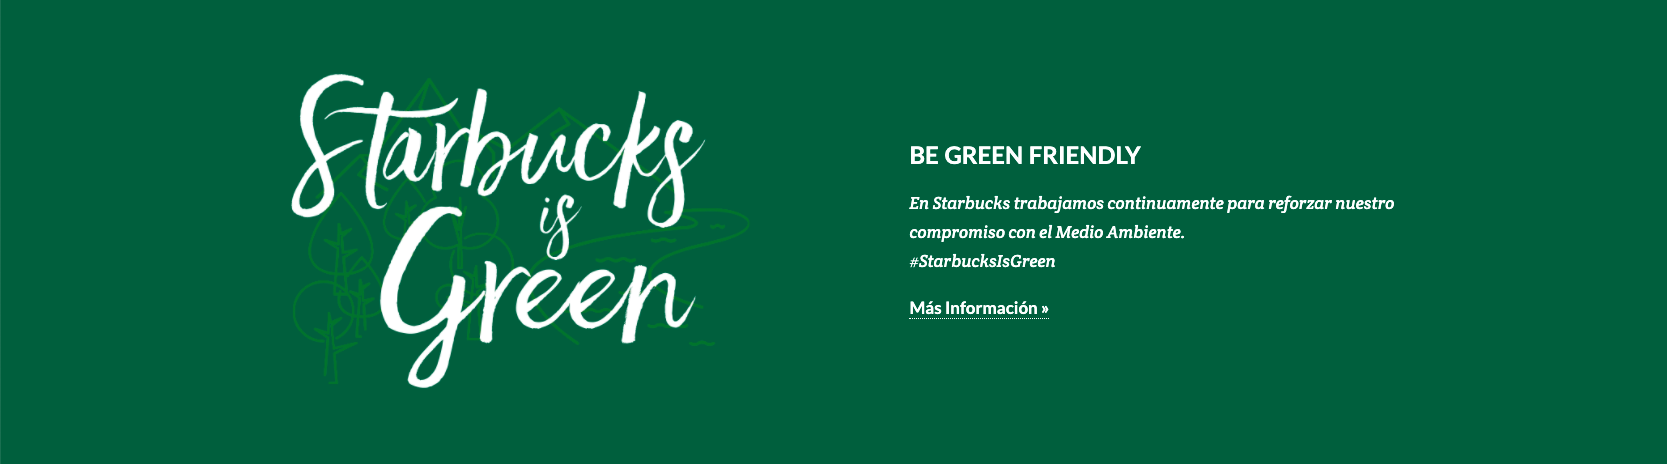 Starbucks
is
Green
BE GREEN FRIENDLY
En Starbucks trabajamos continuamente para reforzar nuestro
compromiso con el Medio Ambiente.
#StarbucksIsGreen
Más Información »